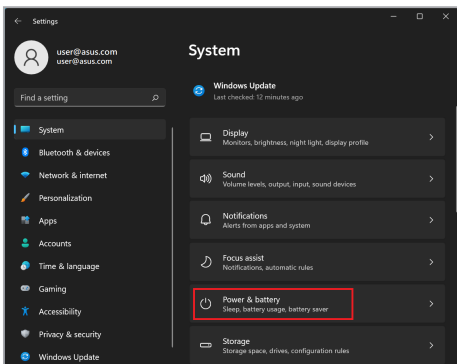 Settings
user@asus.com
user@asus.com
Find a setting
System
Bluetooth & devices
Network & internet
Personalization
Apps
Accounts
Time & language
Gaming
Accessibility
Privacy & security
Windows Update
System
Windows Update
Last checked: 12 minutes ago
Display
Monitors, brightness, night light, display profile
Sound
Volume levels, output, input, sound devices
Notifications
Alerts from apps and system
Focus assist
Notifications, automatic rules
Power & battery
Sleep, battery usage, battery saver
Storage
Storage space, drives, configuration rules